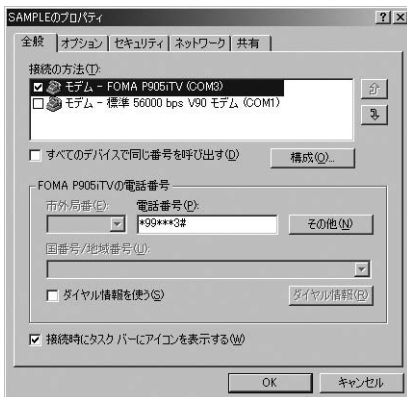 SAMPLEのプロパティ
全般 オプション セキュリティ ネットワーク 共有
接続の方法(T):
モデム - FOMA P905iTV (COM3)
モデム - 標準 56000 bps V90 モデム (COM1)
すべてのデバイスで同じ番号を呼び出す(D) 構成(O)...
FOMA P905iTVの電話番号
市外局番(E): 電話番号(P):
*99***3# その他(N)
国番号/地域番号(U):
ダイヤル情報を使う(S) ダイヤル情報(R)
接続時にタスク バーにアイコンを表示する(W)
OK キャンセル